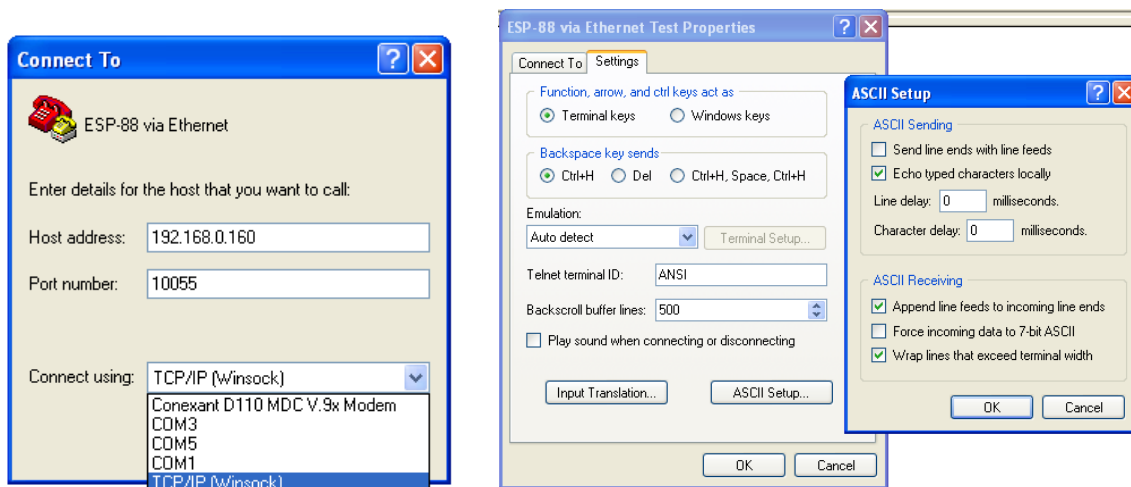 Connect To
ESP-88 via Ethernet
Enter details for the host that you want to call:
Host address: 192.168.0.160
Port number: 10055
Connect using: TCP/IP (Winsock)
Conexant D110 MDC V.9x Modem
COM3
COM5
COM1
TCP/IP (Winsock)
ESP-88 via Ethernet Test Properties
Connect To Settings
Function, arrow, and ctrl keys act as
Terminal keys Windows keys
Backspace key sends
Ctrl+H Del Ctrl+H, Space, Ctrl+H
Emulation:
Auto detect Terminal Setup...
Telnet terminal ID: ANSI
Backscroll buffer lines: 500
Play sound when connecting or disconnecting
Input Translation... ASCII Setup...
OK Cancel
ASCII Setup
ASCII Sending
Send line ends with line feeds
Echo typed characters locally
Line delay: 0 milliseconds.
Character delay: 0 milliseconds.
ASCII Receiving
Append line feeds to incoming line ends
Force incoming data to 7-bit ASCII
Wrap lines that exceed terminal width
OK Cancel